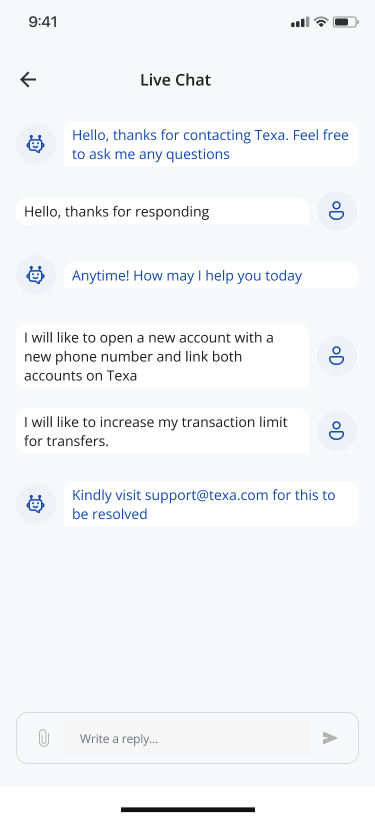 9:41
Live Chat
Hello, thanks for contacting Texa. Feel free
to ask me any questions
Hello, thanks for responding
Anytime! How may I help you today
I will like to open a new account with a
new phone number and link both
accounts on Texa
I will like to increase my transaction limit
for transfers.
Kindly visit support@texa.com for this to
be resolved
Write a reply...